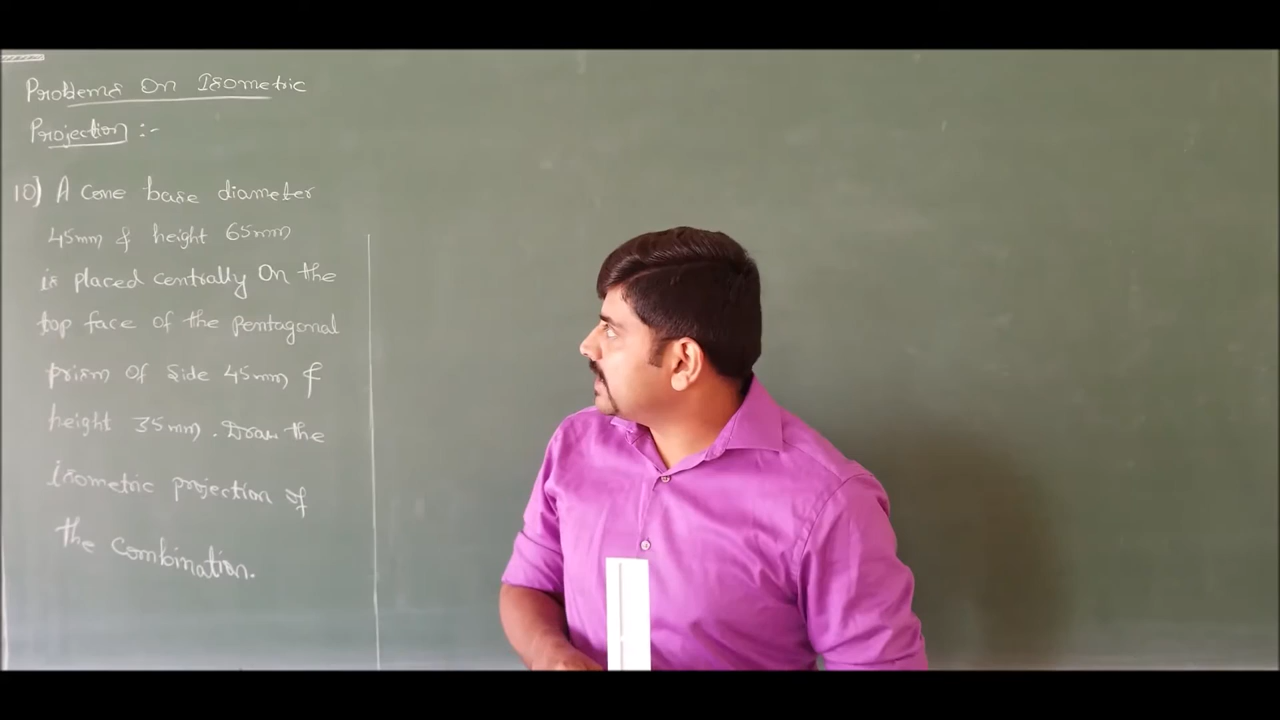 Problems On Isometric
Projection :-
10] A Cone base diameter
45mm & height 65mm
is placed centrally On the
top face of the Pentagonal
prism Of Side 45mm &
height 35mm. Draw the
isometric projection of
the combination.